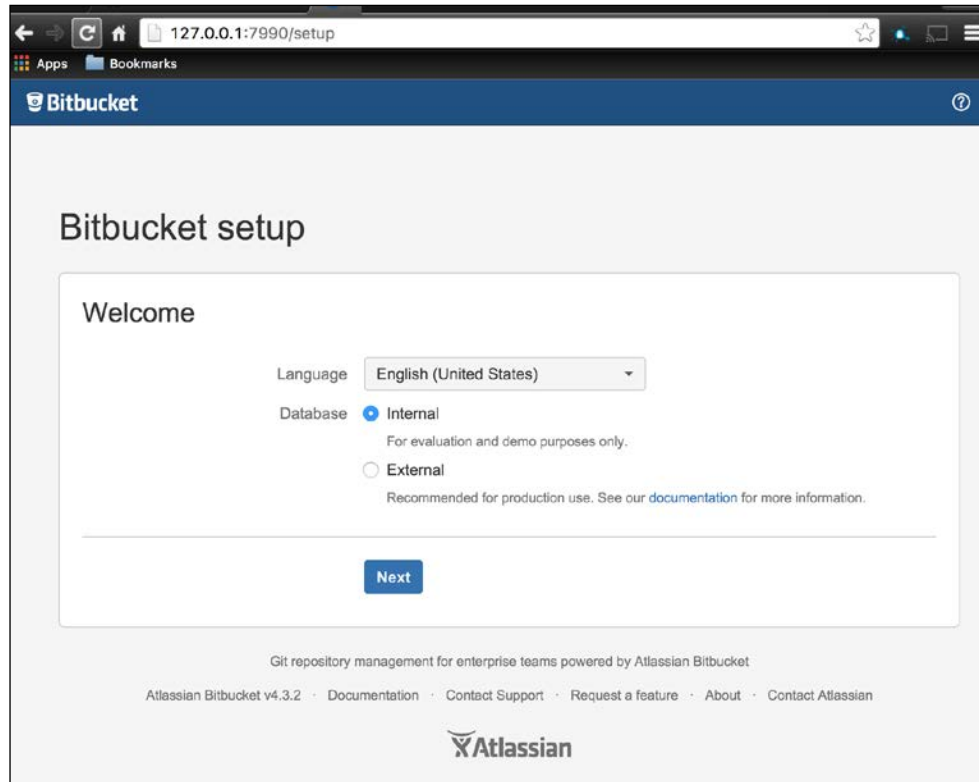 127.0.0.1:7990/setup
Apps Bookmarks
Bitbucket
Bitbucket setup
Welcome
Language English (United States)
Database Internal
For evaluation and demo purposes only.
External
Recommended for production use. See our documentation for more information.
Next
Git repository management for enterprise teams powered by Atlassian Bitbucket
Atlassian Bitbucket v4.3.2 · Documentation · Contact Support · Request a feature · About · Contact Atlassian
Atlassian